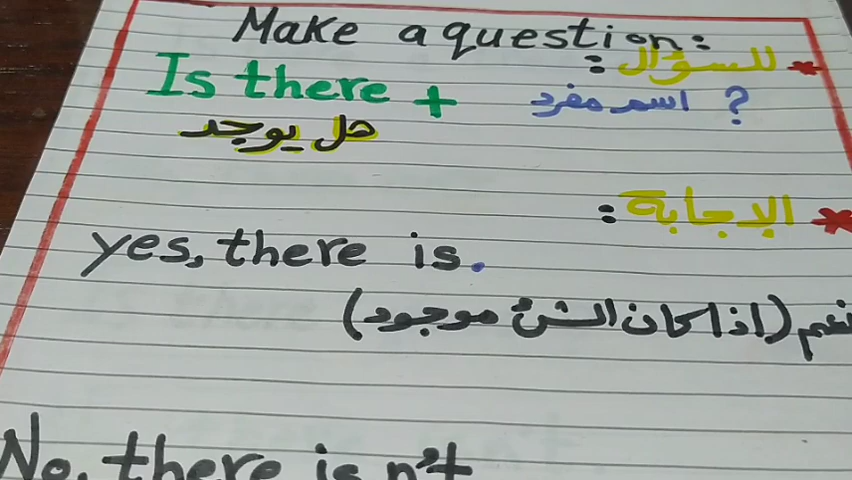 Make a question:
للسؤال:
Is there + اسم مفرد ?
هل يوجد
الإجابة:
yes, there is.
نعم (اذا كان الشئ موجود)
No, there isn't